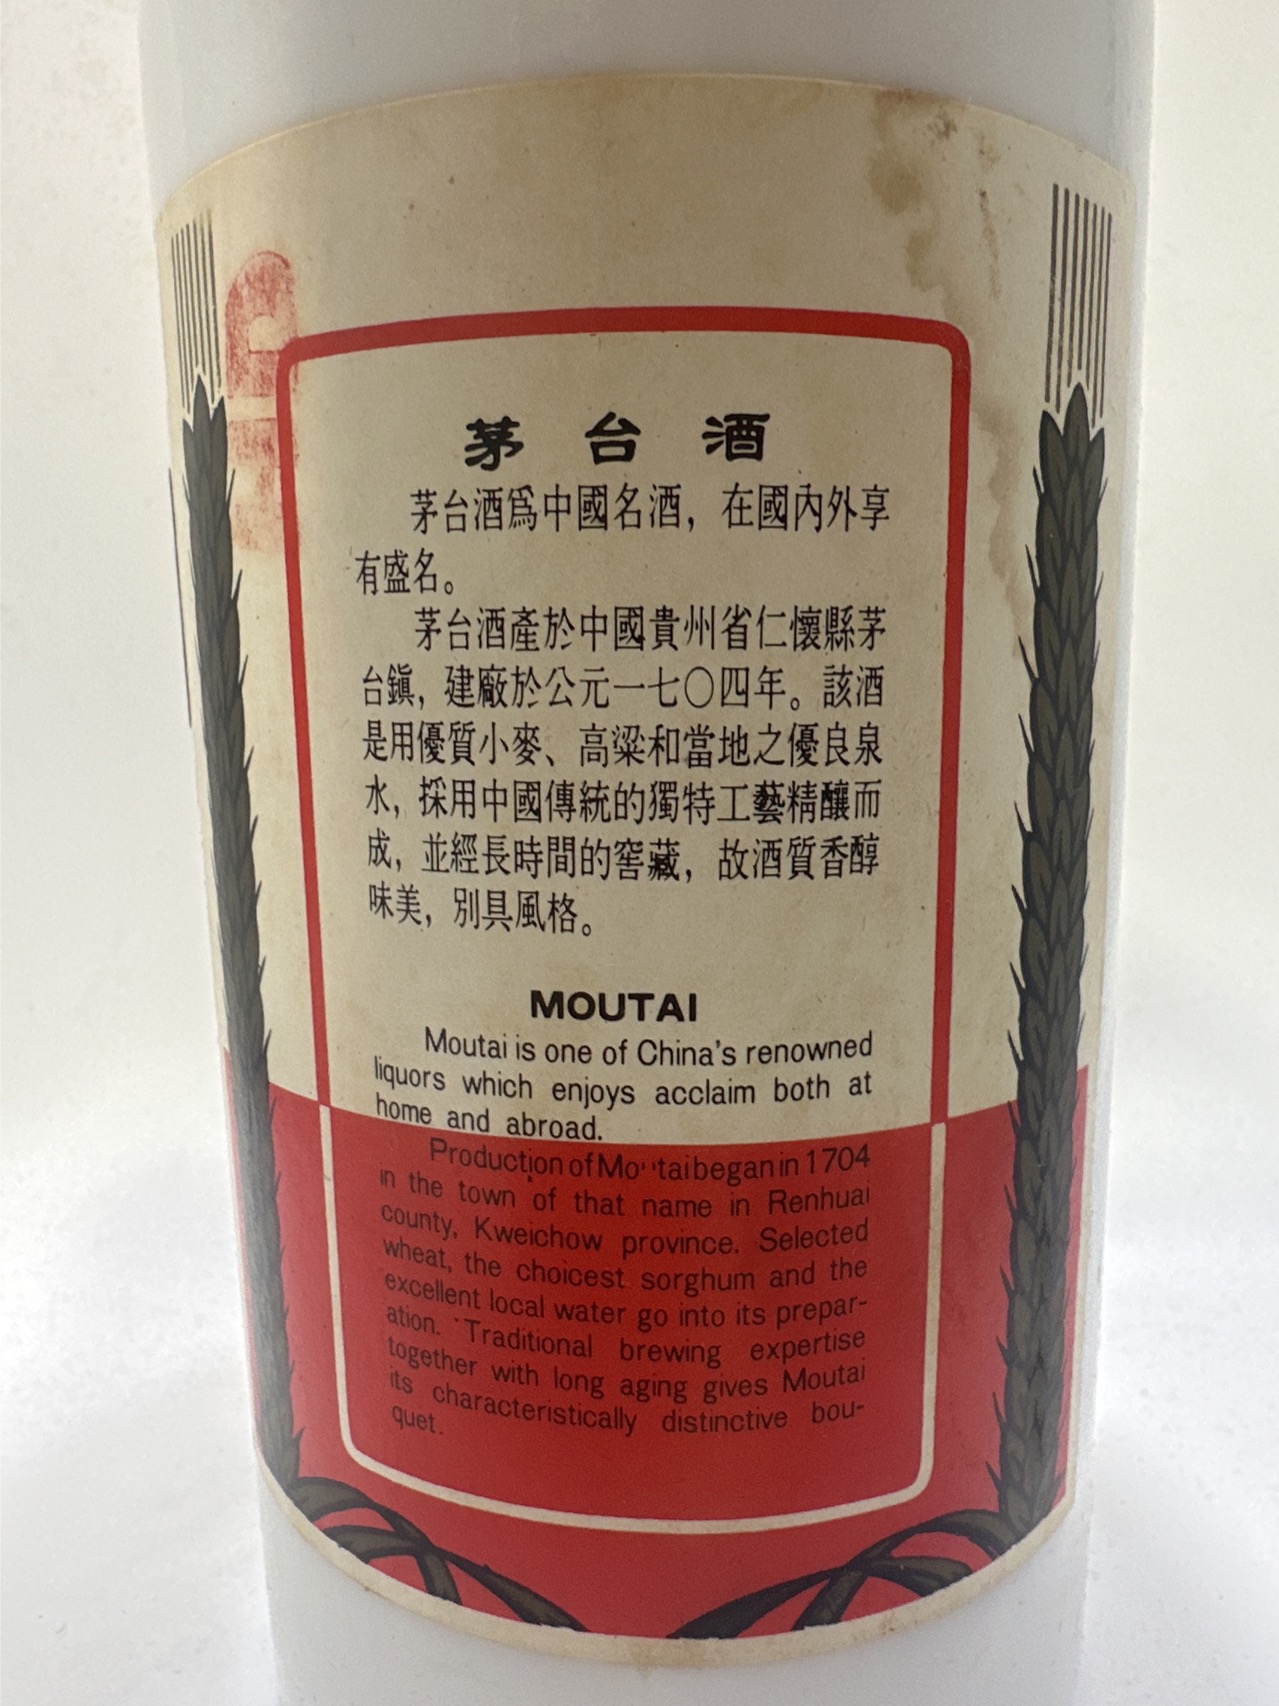 茅台酒
茅台酒爲中國名酒，在國內外享
有盛名。
茅台酒產於中國貴州省仁懷縣茅
台鎭，建廠於公元一七〇四年。該酒
是用優質小麥、高粱和當地之優良泉
水，採用中國傳統的獨特工藝精釀而
成，並經長時間的窖藏，故酒質香醇
味美，別具風格。
MOUTAI
Moutai is one of China's renowned
liquors which enjoys acclaim both at
home and abroad.
Production of Moutai began in 1704
in the town of that name in Renhuai
county, Kweichow province. Selected
wheat, the choicest sorghum and the
excellent local water go into its prepar-
ation. Traditional brewing expertise
together with long aging gives Moutai
its characteristically distinctive bou-
quet.